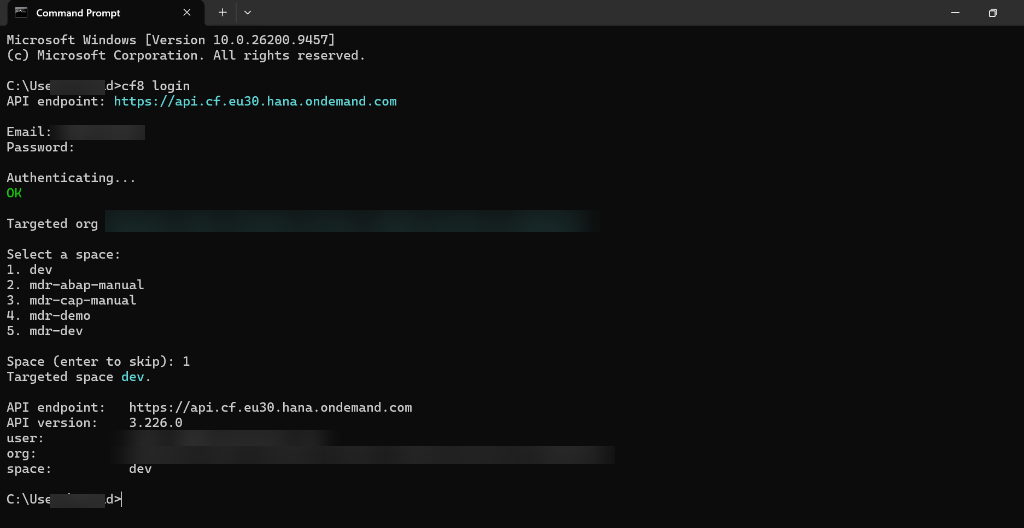 Command Prompt
Microsoft Windows [Version 10.0.26200.9457]
(c) Microsoft Corporation. All rights reserved.
C:\Use d>cf8 login
API endpoint: https://api.cf.eu30.hana.ondemand.com
Email:
Password:
Authenticating...
OK
Targeted org
Select a space:
1. dev
2. mdr-abap-manual
3. mdr-cap-manual
4. mdr-demo
5. mdr-dev
Space (enter to skip): 1
Targeted space dev.
API endpoint: https://api.cf.eu30.hana.ondemand.com
API version: 3.226.0
user:
org:
space: dev
C:\Use d>